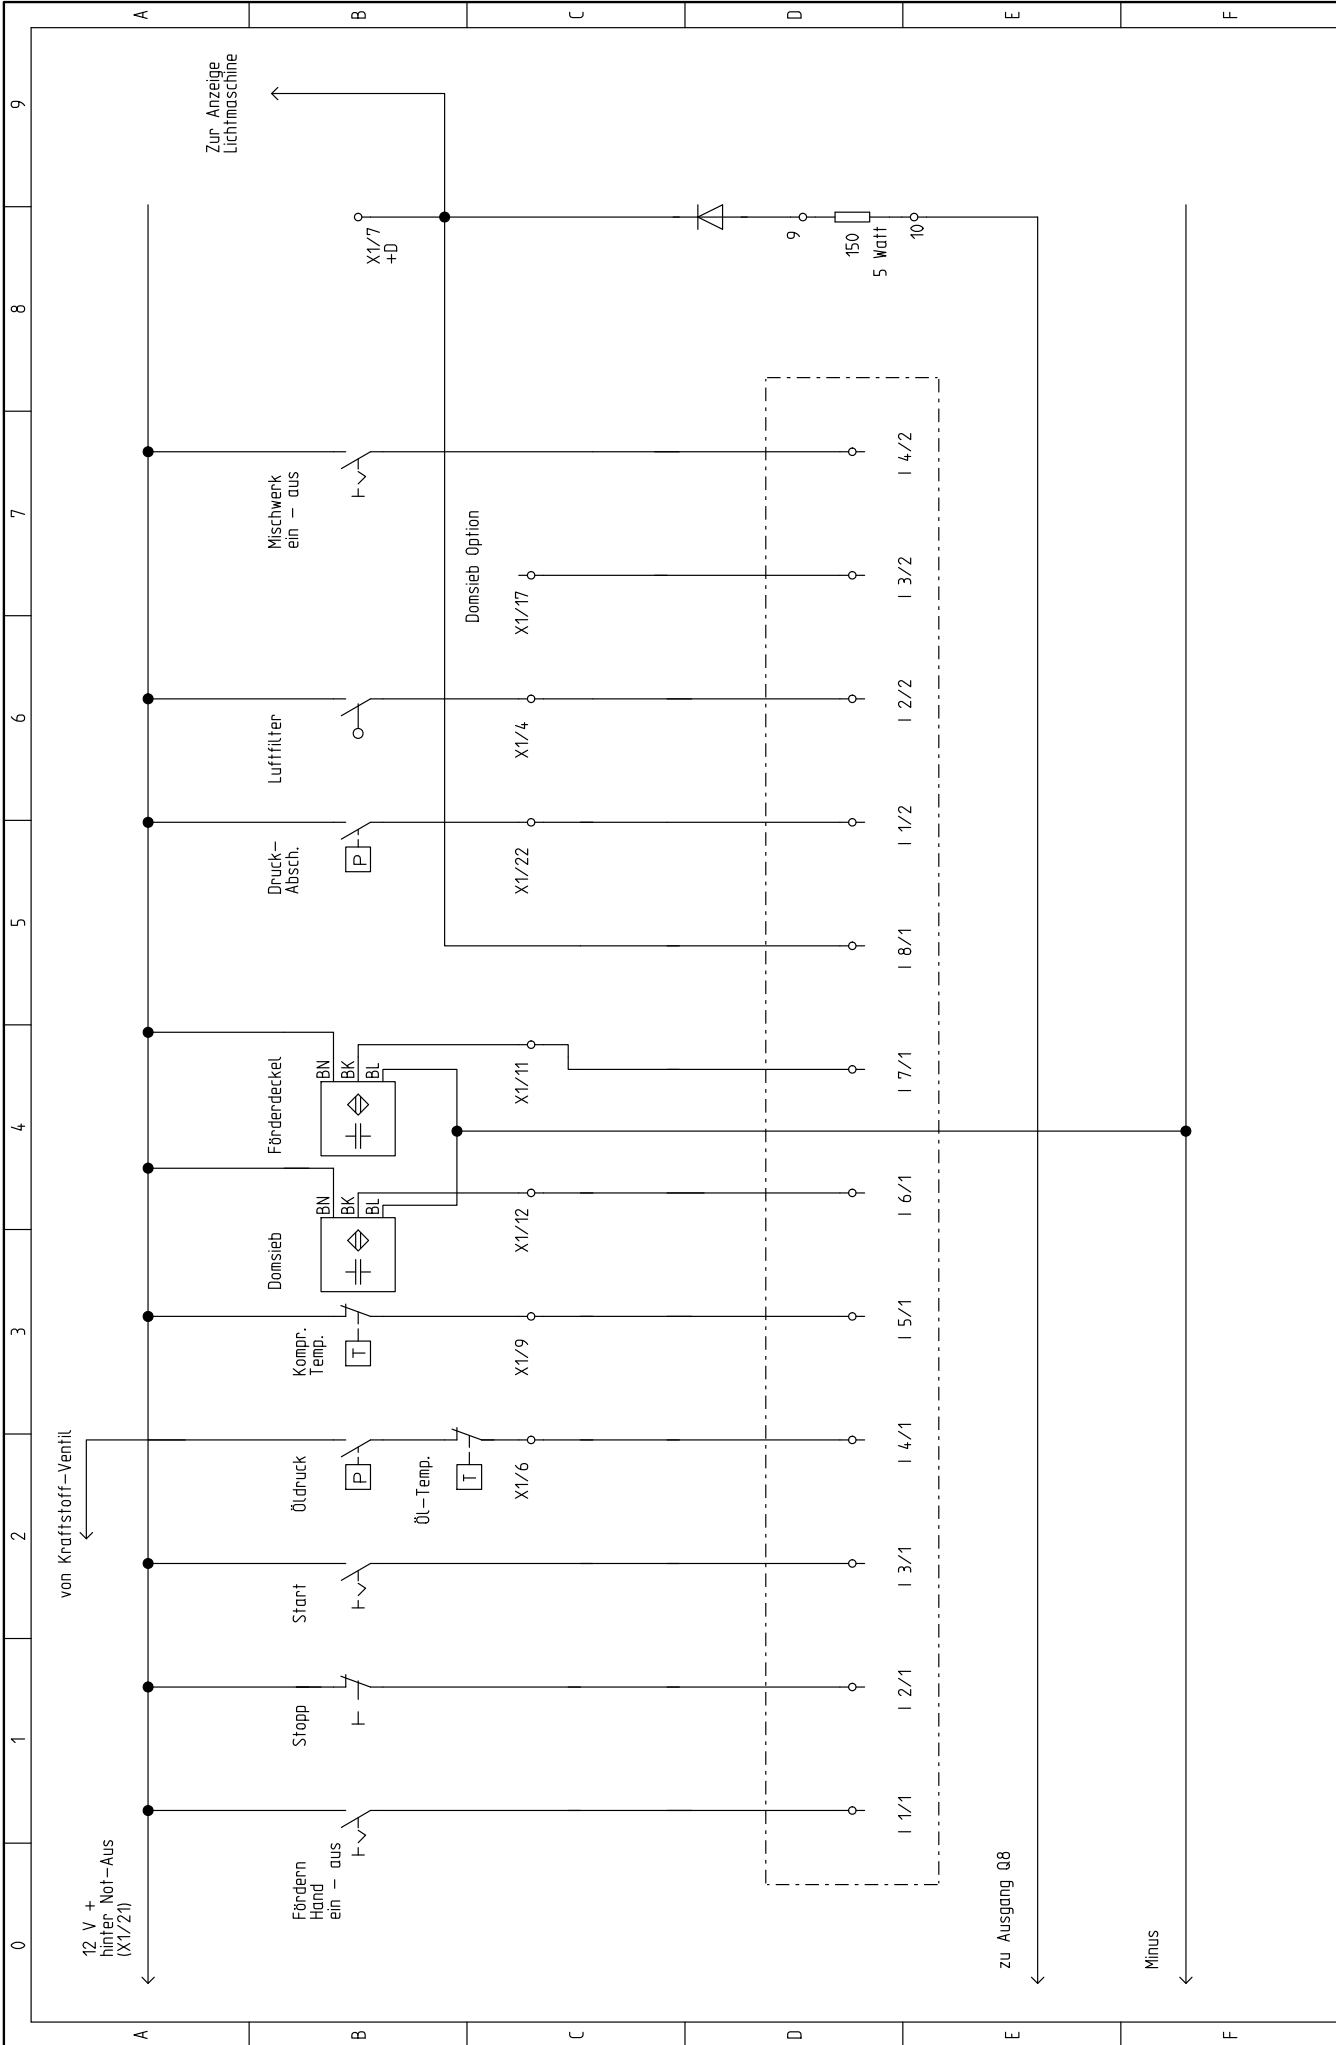 0 1 2 3 4 5 6 7 8 9
A
A
12 V +
hinter Not-Aus
(X1/21)
von Kraftstoff-Ventil
Zur Anzeige
Lichtmaschine
B
B
Fördern
Hand
ein - aus
Stopp
Start
Öldruck
P
Öl-Temp.
T
Kompr.
Temp.
T
Domsieb
BN
BK
BL
Förderdeckel
BN
BK
BL
Druck-
Absch.
P
Luftfilter
Mischwerk
ein - aus
X1/7
+D
C
C
X1/6
X1/9
X1/12
X1/11
X1/22
X1/4
Domsieb Option
X1/17
D
D
9
150
5 Watt
10
I 1/1
I 2/1
I 3/1
I 4/1
I 5/1
I 6/1
I 7/1
I 8/1
I 1/2
I 2/2
I 3/2
I 4/2
E
E
zu Ausgang Q8
F
F
Minus